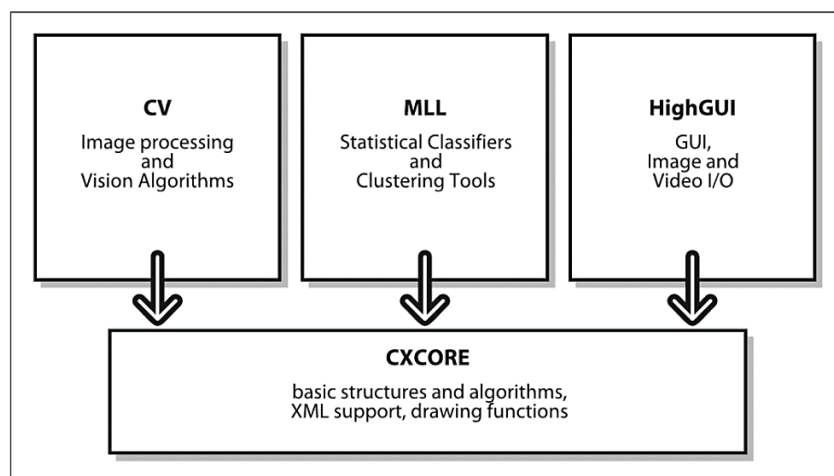 CV
Image processing
and
Vision Algorithms
MLL
Statistical Classifiers
and
Clustering Tools
HighGUI
GUI,
Image and
Video I/O
CXCORE
basic structures and algorithms,
XML support, drawing functions